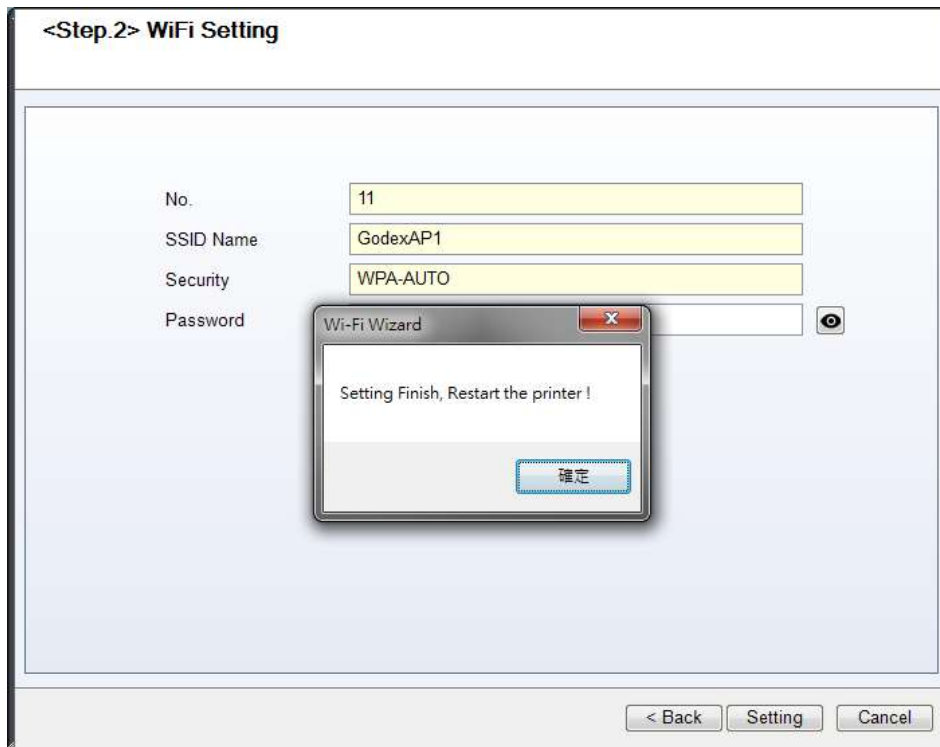 <Step.2> WiFi Setting
No. 11
SSID Name GodexAP1
Security WPA-AUTO
Password
Wi-Fi Wizard
Setting Finish, Restart the printer !
確定
< Back Setting Cancel